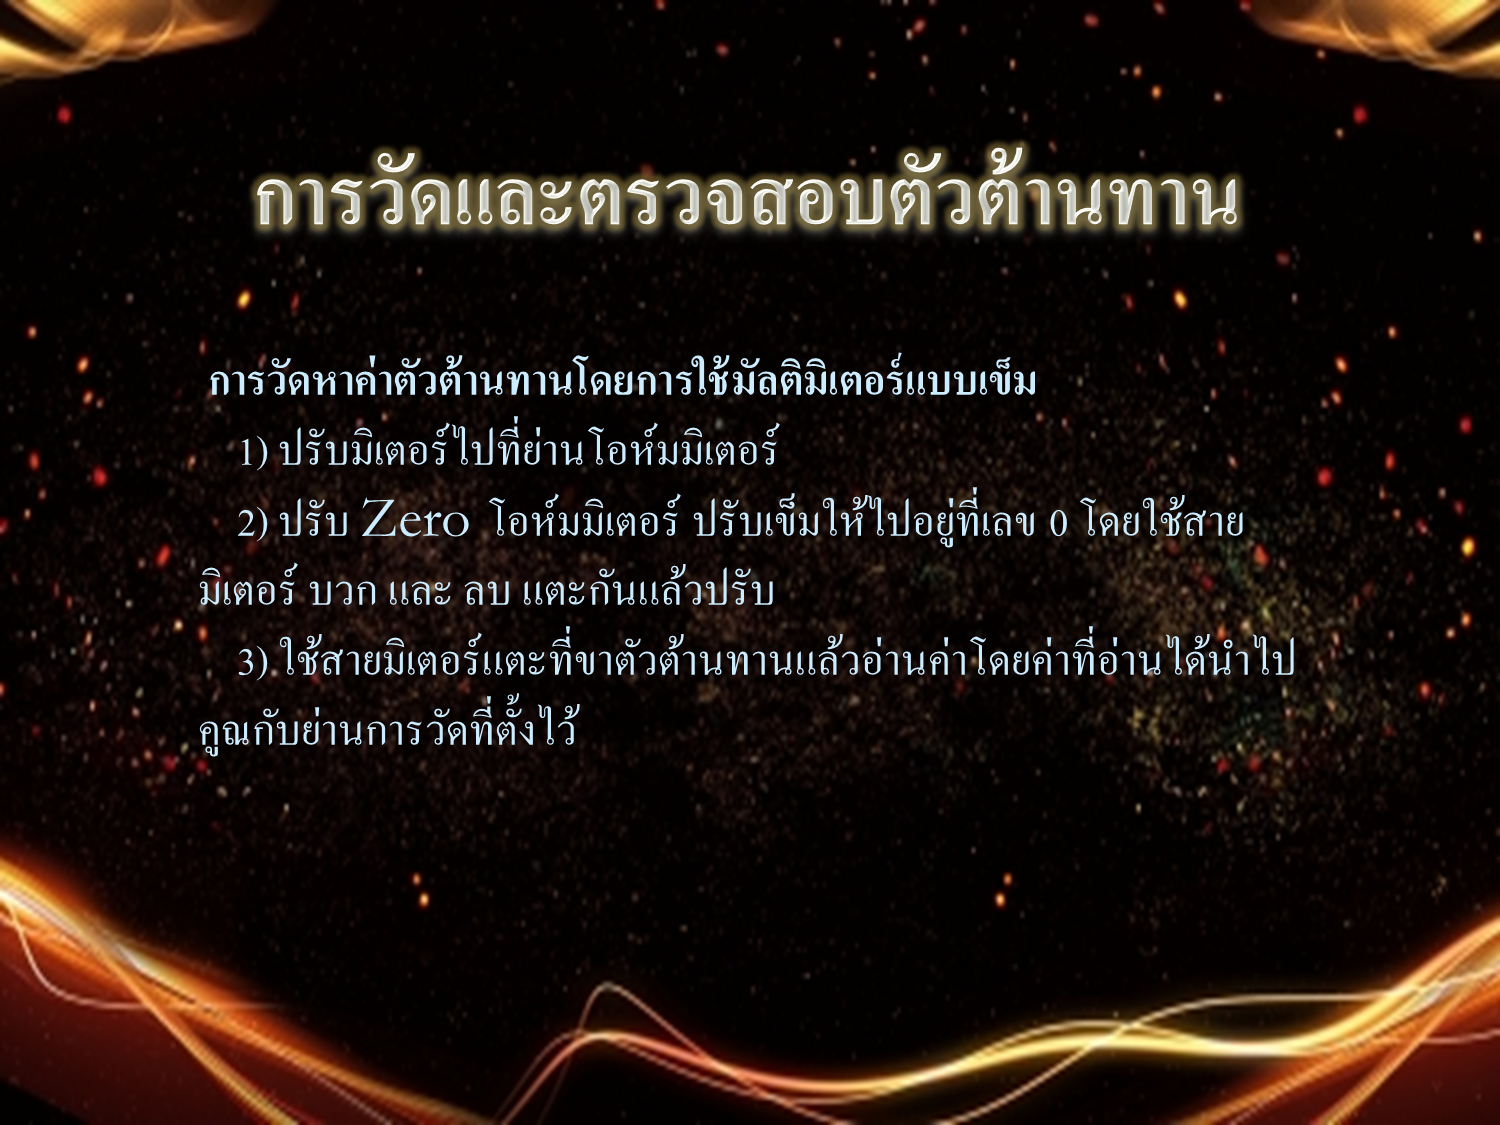 การวัดและตรวจสอบตัวต้านทาน
การวัดหาค่าตัวต้านทานโดยการใช้มัลติมิเตอร์แบบเข็ม
1) ปรับมิเตอร์ไปที่ย่านโอห์มมิเตอร์
2) ปรับ Zero โอห์มมิเตอร์ ปรับเข็มให้ไปอยู่ที่เลข 0 โดยใช้สาย
มิเตอร์ บวก และ ลบ แตะกันแล้วปรับ
3) ใช้สายมิเตอร์แตะที่ขาตัวต้านทานแล้วอ่านค่าโดยค่าที่อ่านได้นำไป
คูณกับย่านการวัดที่ตั้งไว้